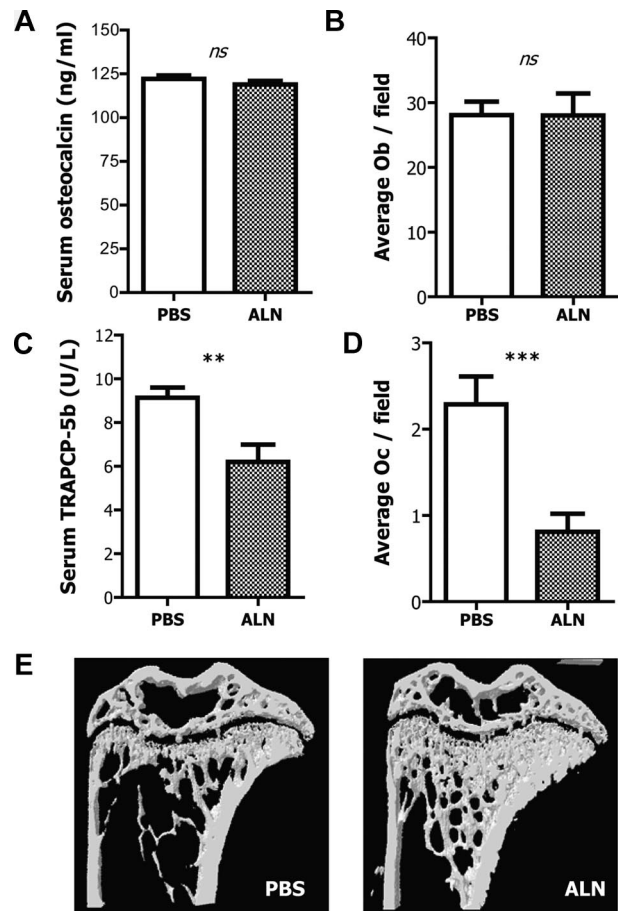 A
Serum osteocalcin (ng/ml)
ns
150
125
100
75
50
25
0
PBS
ALN
B
Average Ob / field
ns
40
30
20
10
0
PBS
ALN
C
Serum TRAPCP-5b (U/L)
**
12
10
8
6
4
2
0
PBS
ALN
D
Average Oc / field
***
3
2
1
0
PBS
ALN
E
PBS
ALN